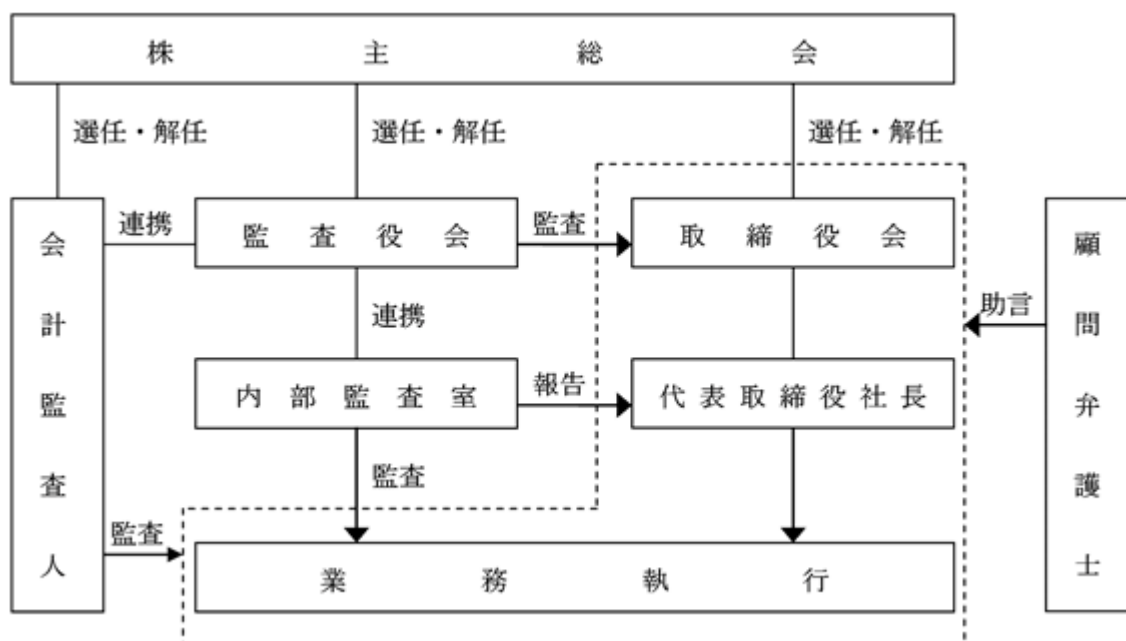 株主総会
選任・解任
選任・解任
選任・解任
会計監査人
連携
監査役会
監査
取締役会
顧問弁護士
連携
助言
内部監査室
報告
代表取締役社長
監査
監査
業務執行